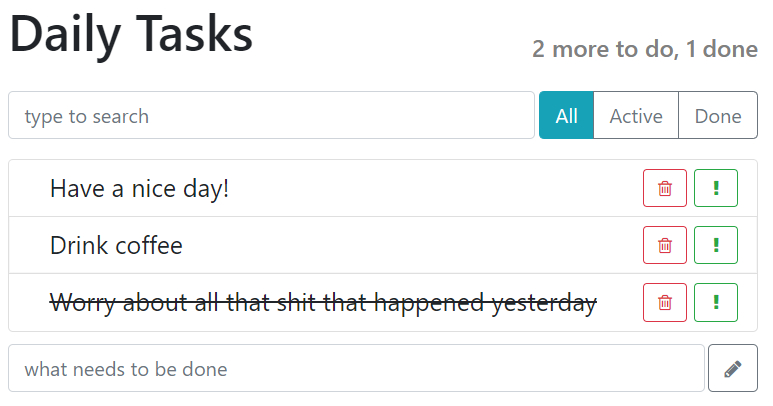 Daily Tasks
2 more to do, 1 done
type to search
All Active Done
Have a nice day!
Drink coffee
Worry about all that shit that happened yesterday
what needs to be done